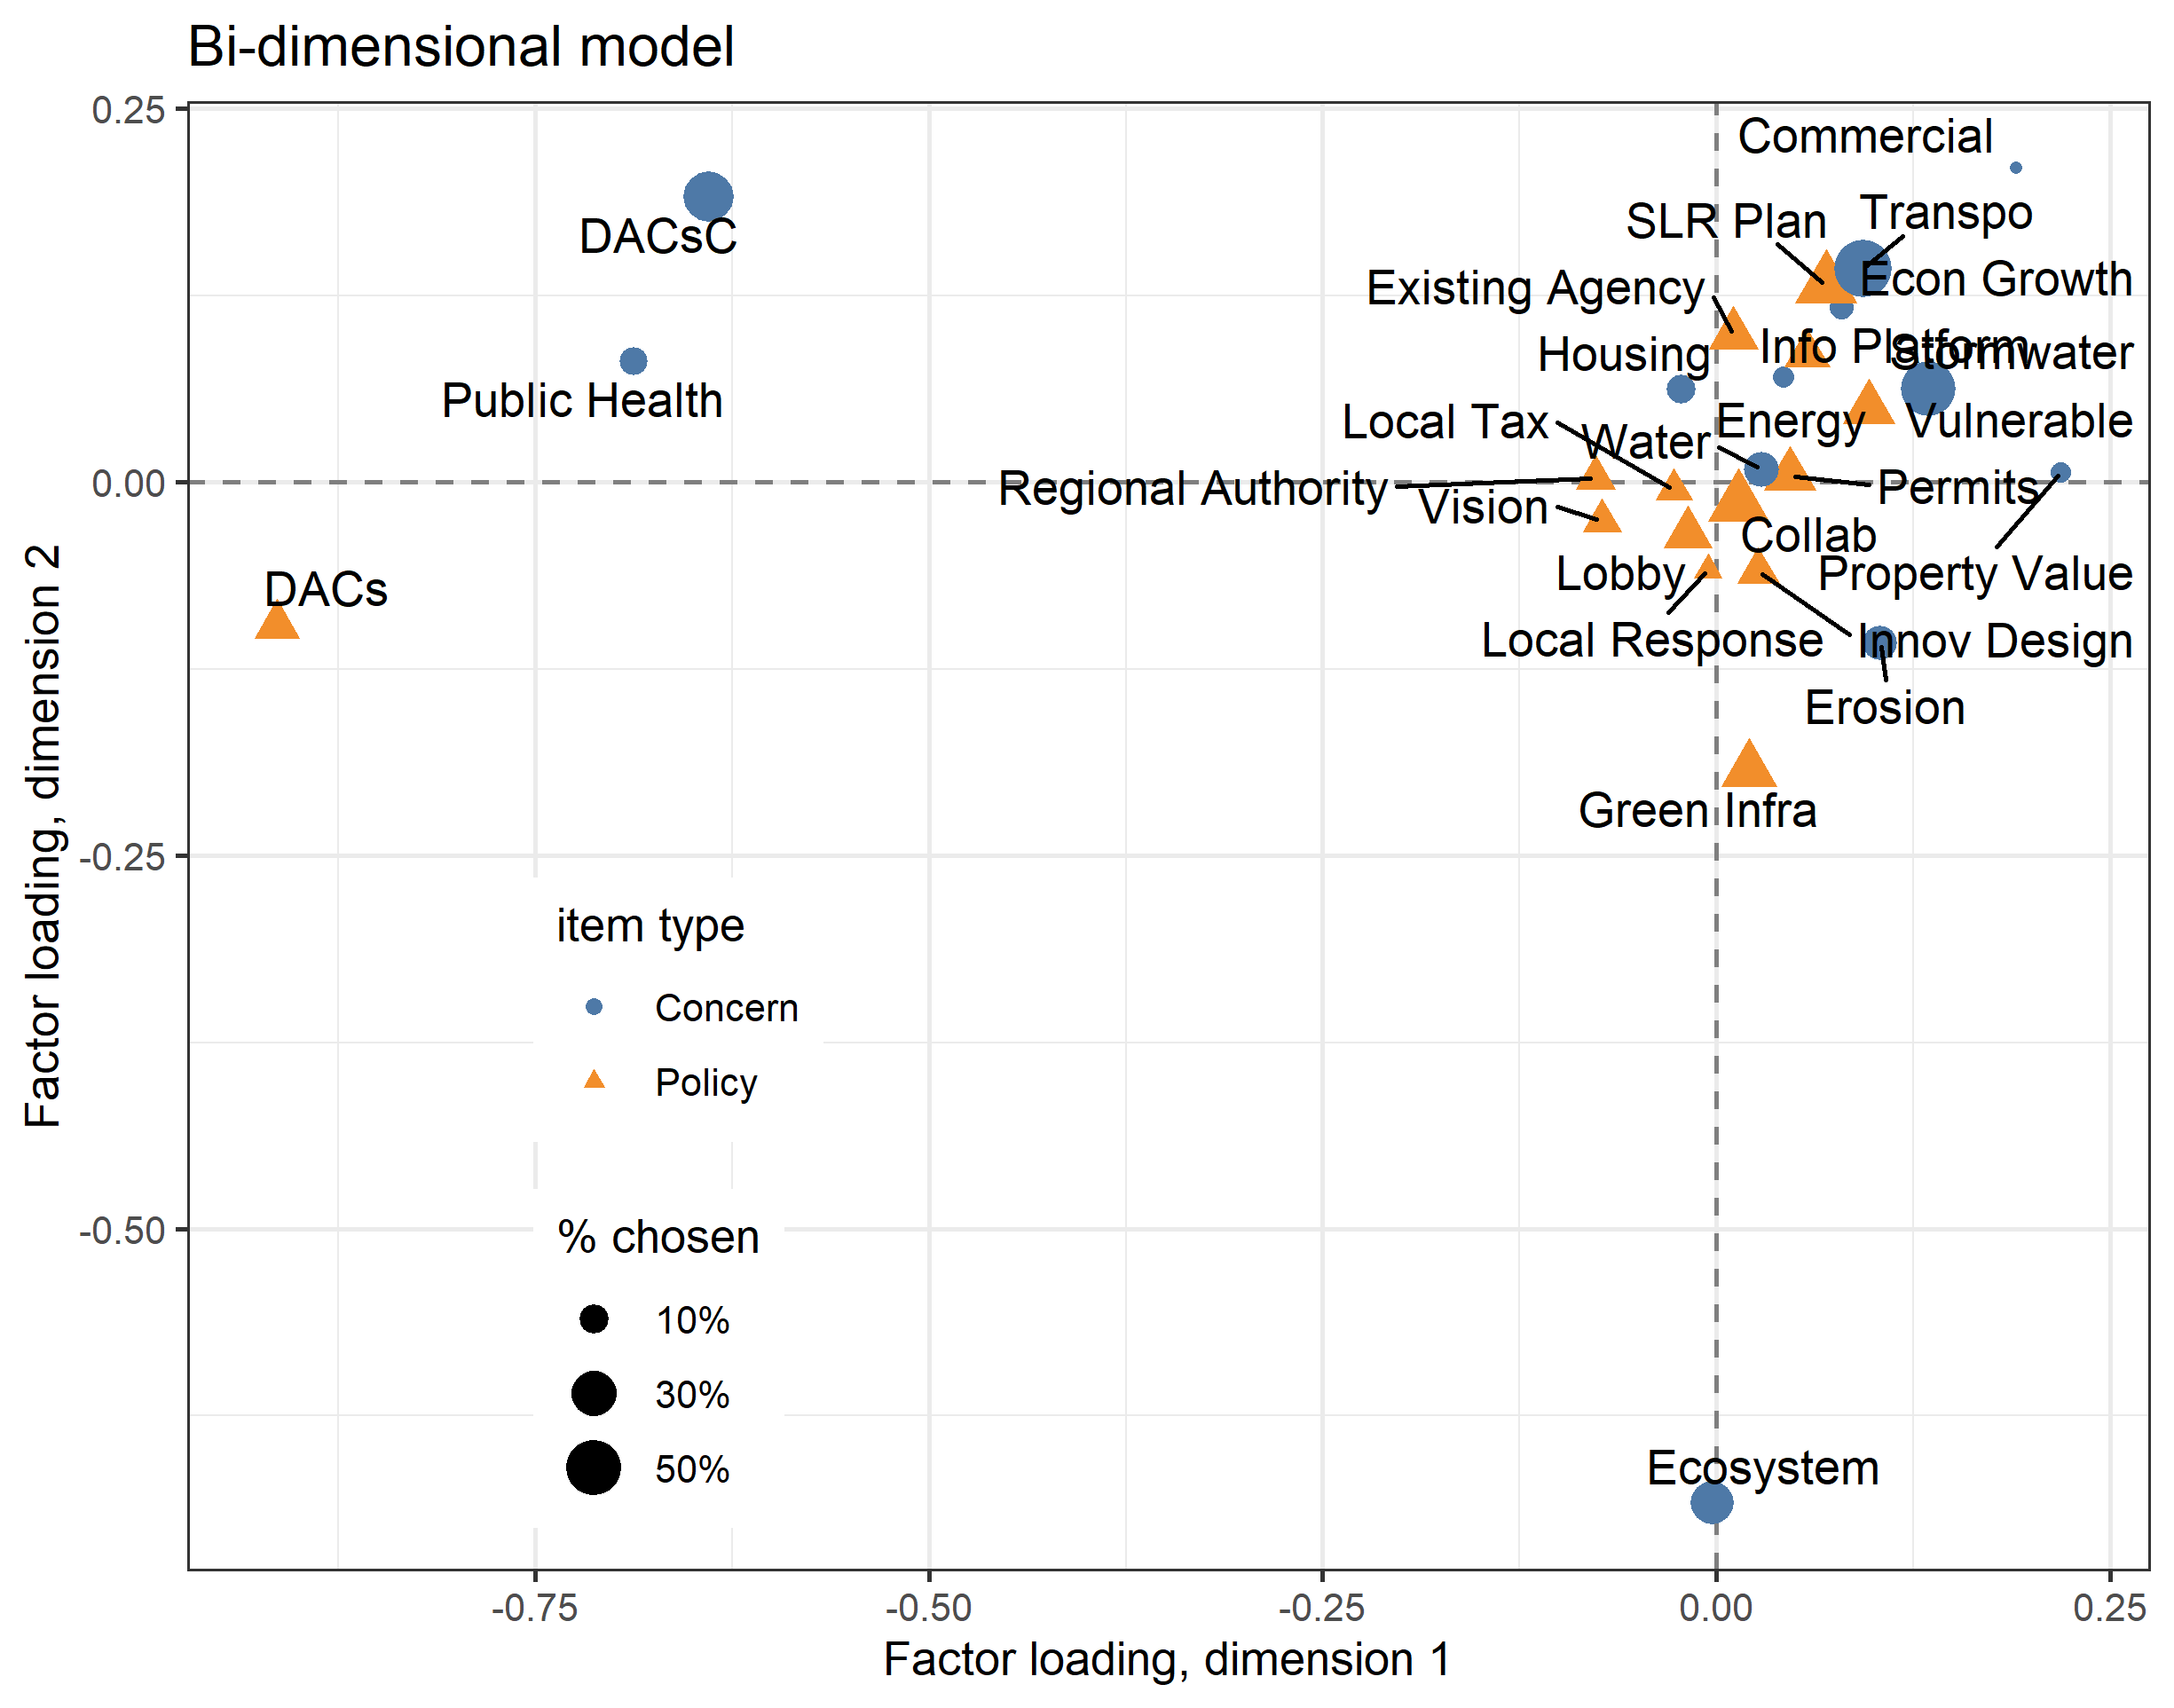 Bi-dimensional model
0.25
0.00
-0.25
-0.50
Factor loading, dimension 2
Commercial
DACsC
SLR Plan
Transpo
Existing Agency
Econ Growth
Housing
Info Platform
Stormwater
Public Health
Local Tax
Water
Energy
Vulnerable
Regional Authority
Vision
Permits
Collab
DACs
Lobby
Property Value
Local Response
Innov Design
Erosion
Green Infra
item type
Concern
Policy
% chosen
10%
30%
50%
Ecosystem
-0.75
-0.50
-0.25
0.00
0.25
Factor loading, dimension 1